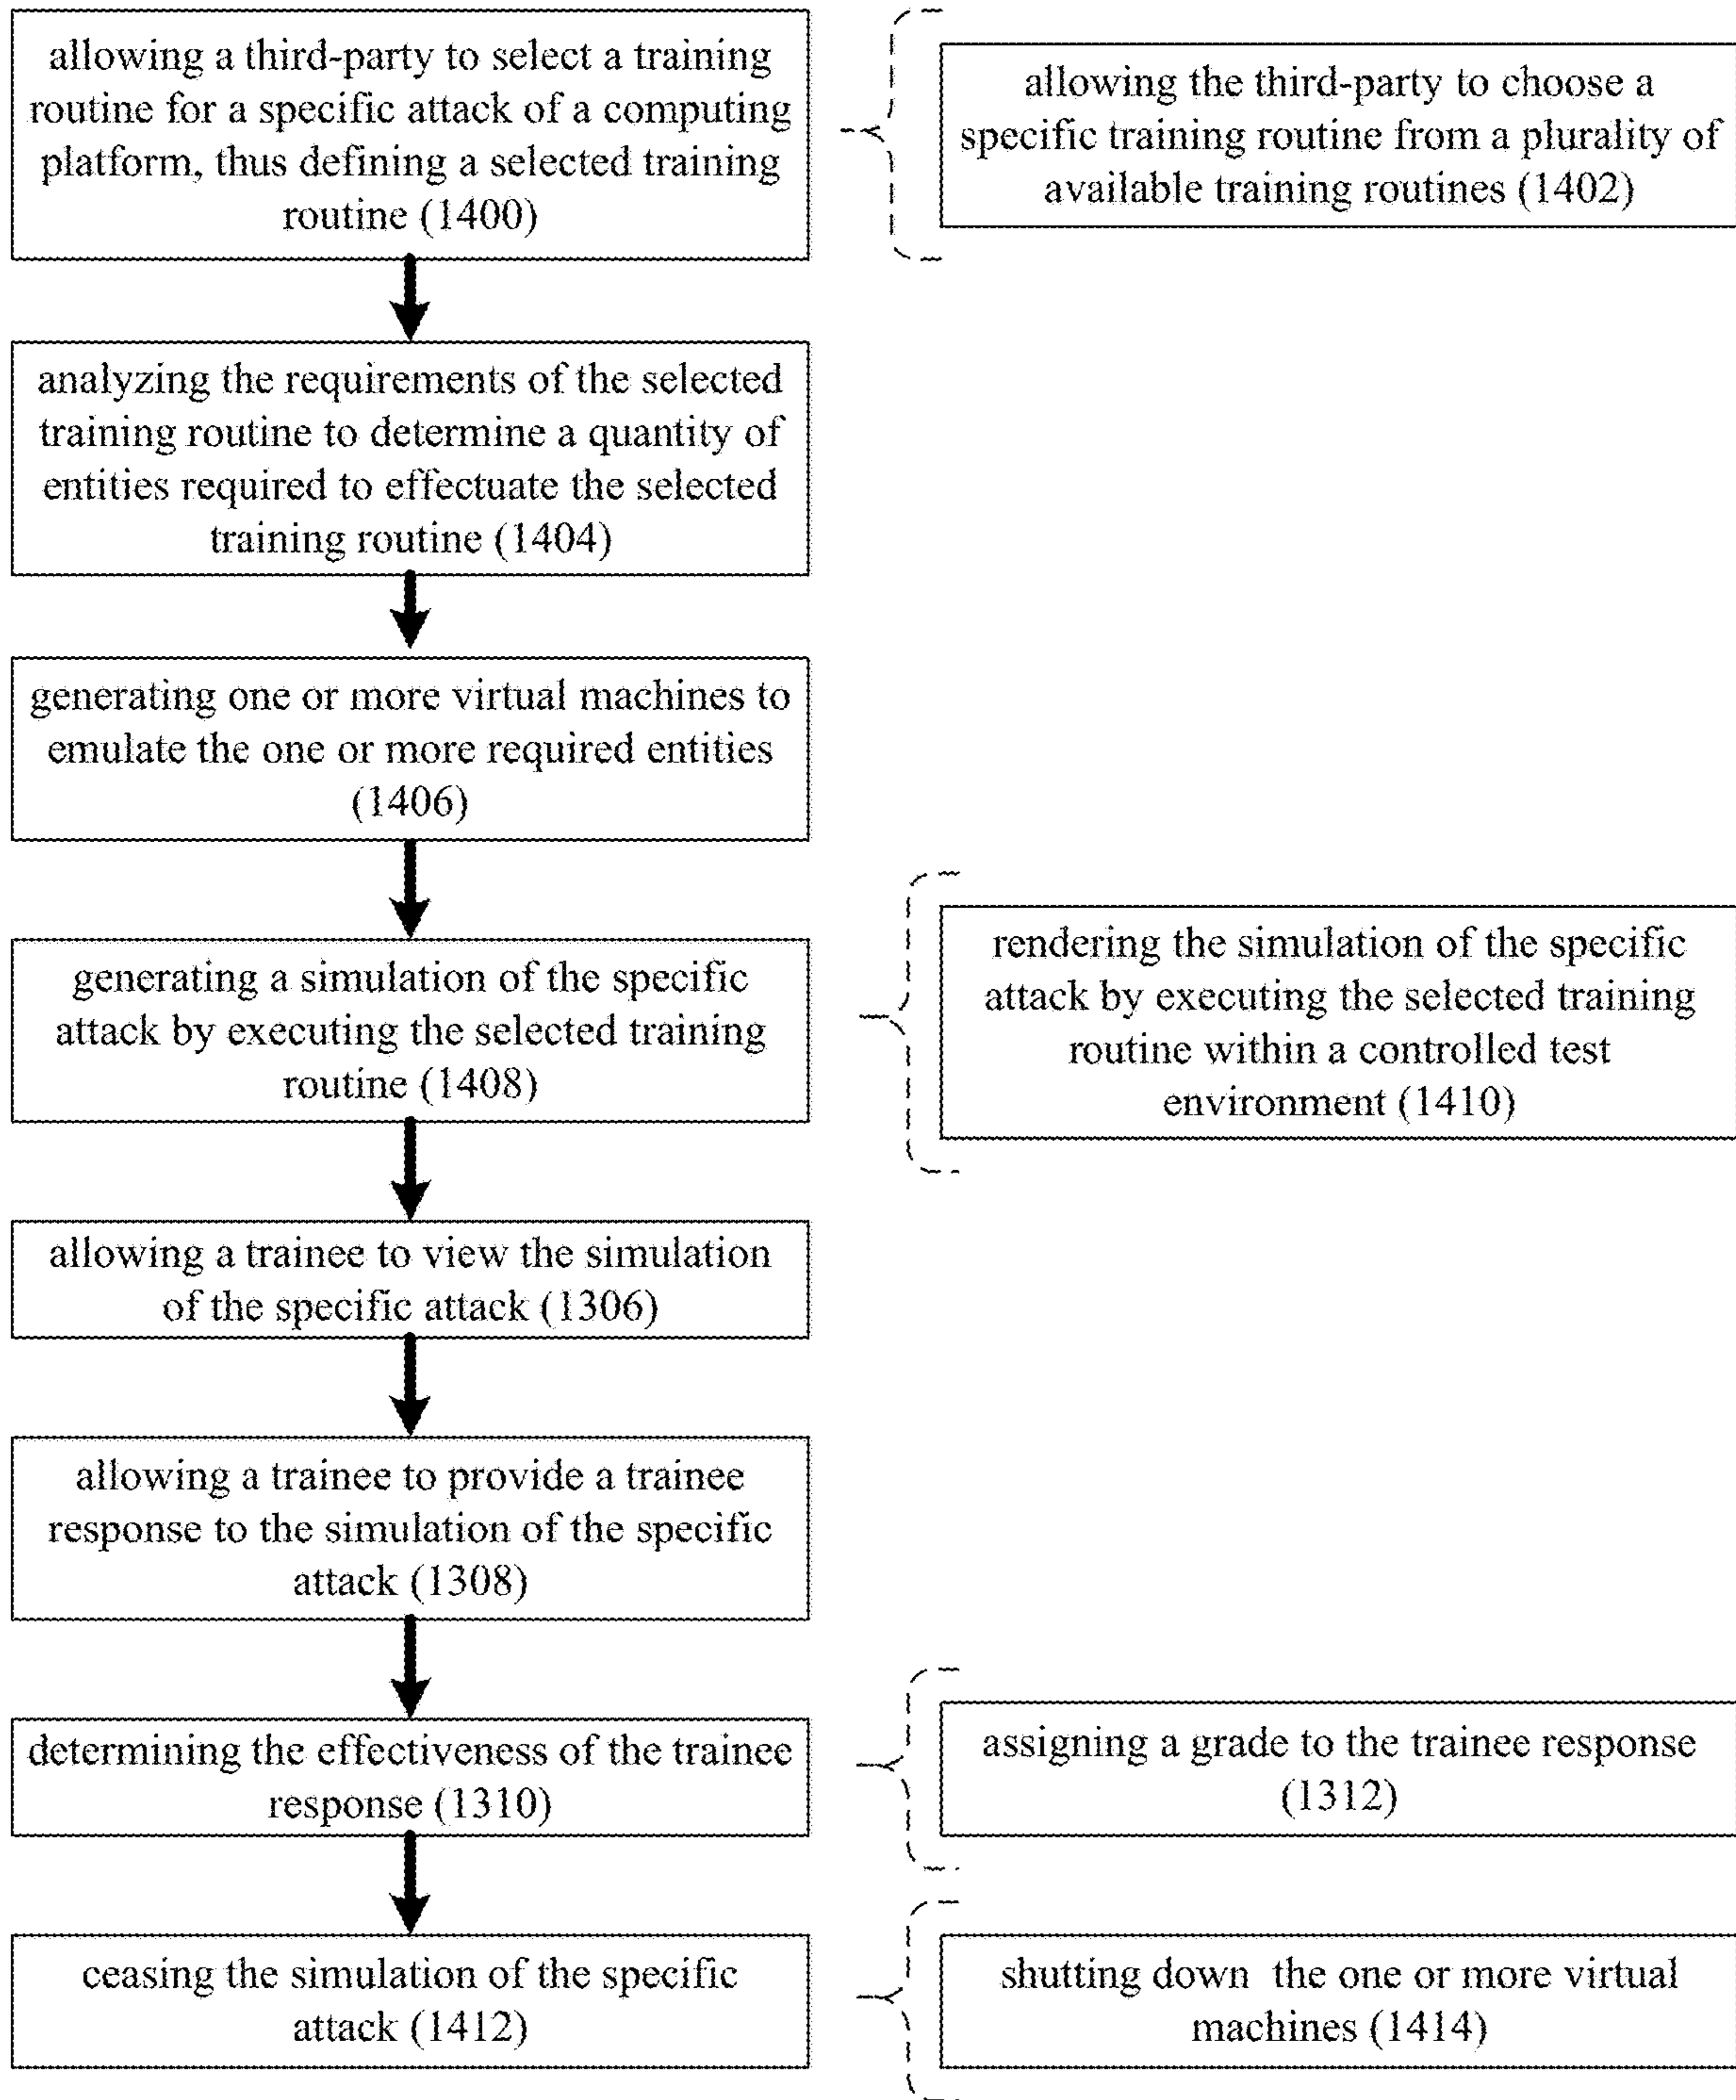 allowing a third-party to select a training
routine for a specific attack of a computing
platform, thus defining a selected training
routine (1400)
allowing the third-party to choose a
specific training routine from a plurality of
available training routines (1402)
analyzing the requirements of the selected
training routine to determine a quantity of
entities required to effectuate the selected
training routine (1404)
generating one or more virtual machines to
emulate the one or more required entities
(1406)
generating a simulation of the specific
attack by executing the selected training
routine (1408)
rendering the simulation of the specific
attack by executing the selected training
routine within a controlled test
environment (1410)
allowing a trainee to view the simulation
of the specific attack (1306)
allowing a trainee to provide a trainee
response to the simulation of the specific
attack (1308)
determining the effectiveness of the trainee
response (1310)
assigning a grade to the trainee response
(1312)
ceasing the simulation of the specific
attack (1412)
shutting down the one or more virtual
machines (1414)